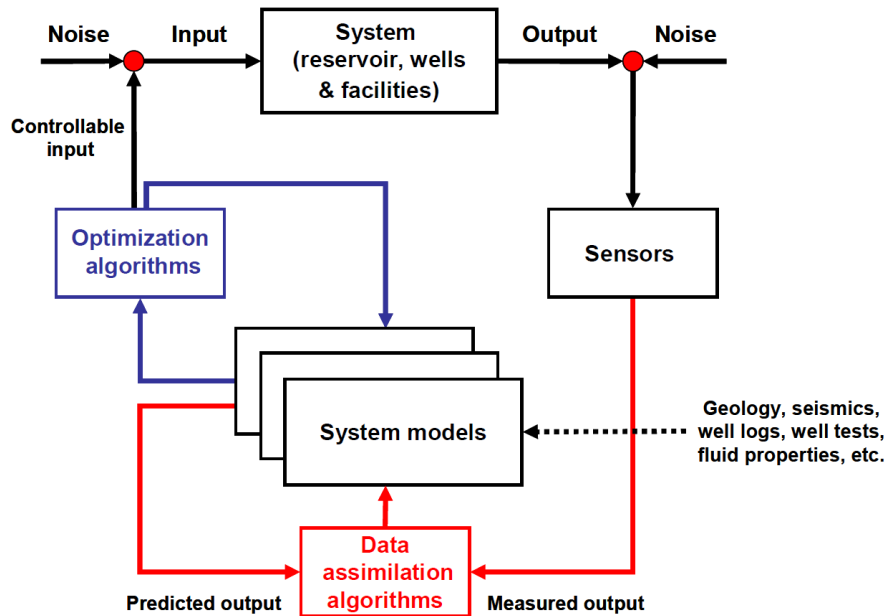 Noise
Input
System
(reservoir, wells
& facilities)
Output
Noise
Controllable
input
Optimization
algorithms
Sensors
System models
Geology, seismics,
well logs, well tests,
fluid properties, etc.
Data
assimilation
algorithms
Predicted output
Measured output